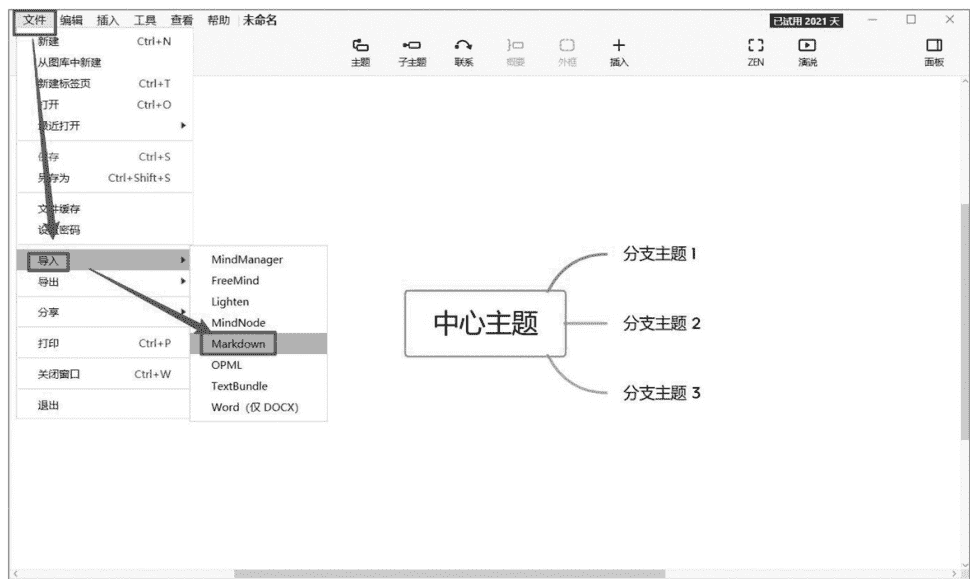 文件 编辑 插入 工具 查看 帮助 未命名 已试用 2021 天
主题 子主题 联系 概要 外框 插入 ZEN 演说 面板
新建 Ctrl+N
从图库中新建
新建标签页 Ctrl+T
打开 Ctrl+O
最近打开
保存 Ctrl+S
另存为 Ctrl+Shift+S
文件缓存
设置密码
导入
导出
分享
打印 Ctrl+P
关闭窗口 Ctrl+W
退出
MindManager
FreeMind
Lighten
MindNode
Markdown
OPML
TextBundle
Word (仅 DOCX)
中心主题
分支主题 1
分支主题 2
分支主题 3